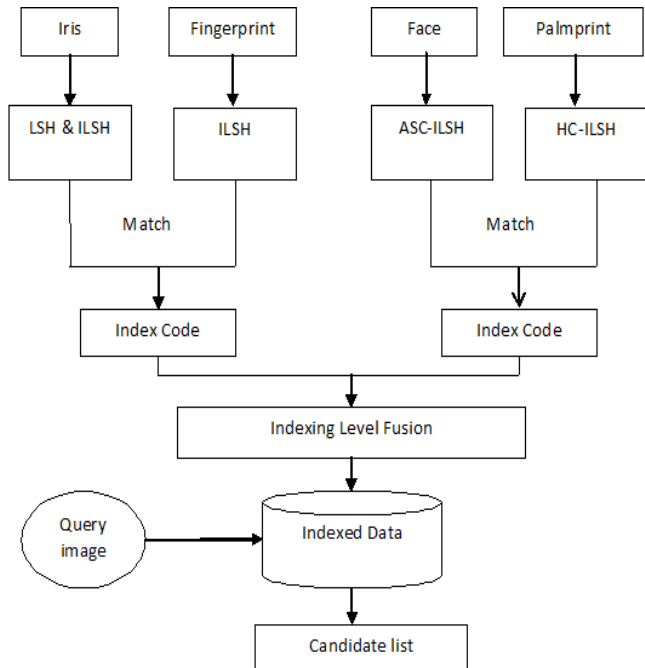 Iris
Fingerprint
Face
Palmprint
LSH & ILSH
ILSH
ASC-ILSH
HC-ILSH
Match
Match
Index Code
Index Code
Indexing Level Fusion
Query
image
Indexed Data
Candidate list